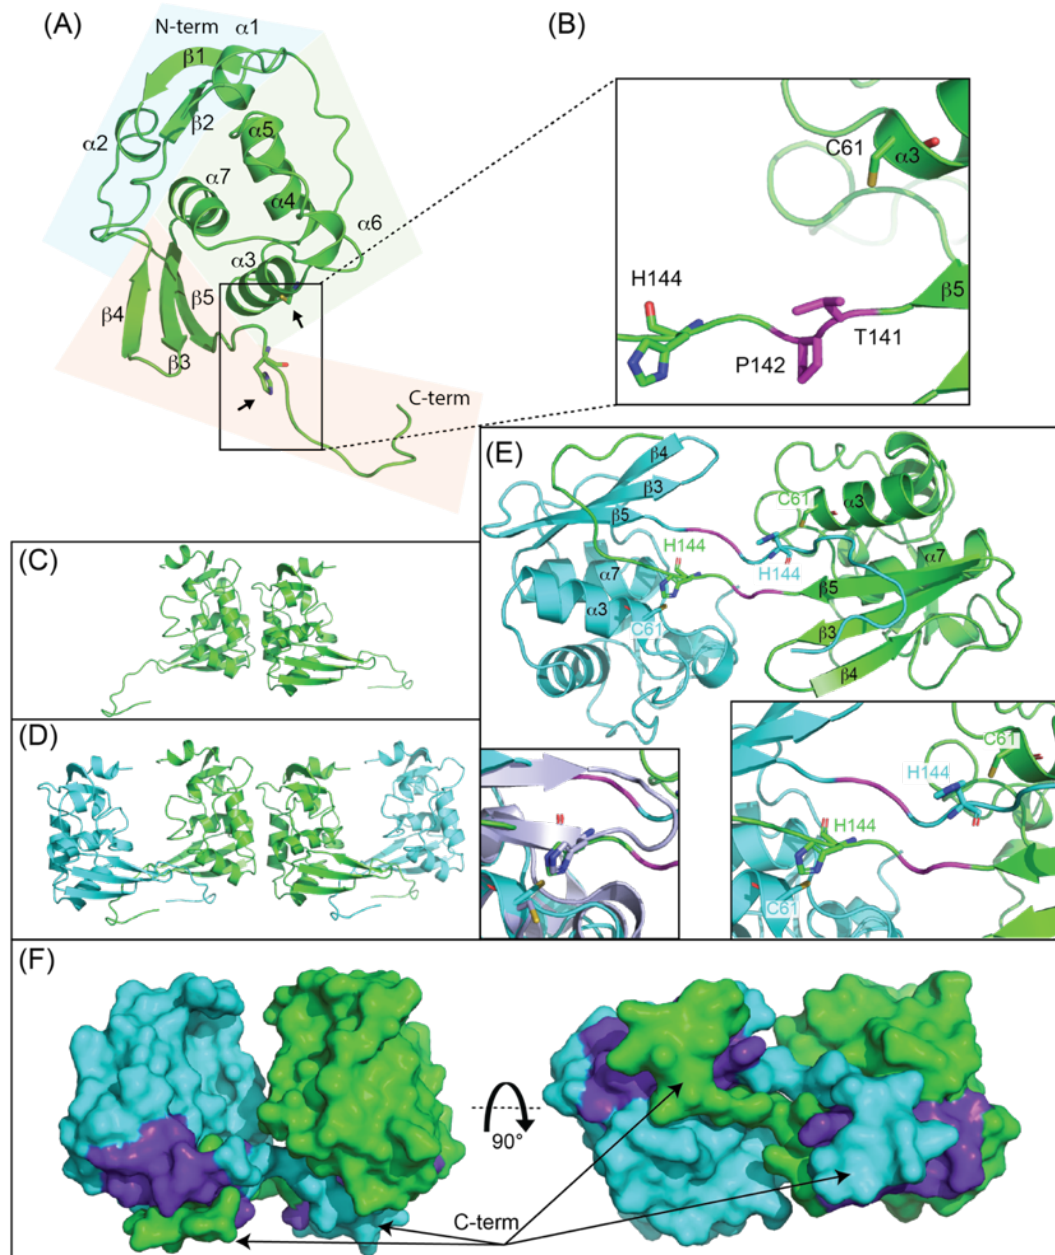 (A)
N-term
α1
β1
β2
α2
α5
α7
α4
α6
α3
β5
β4
β3
C-term
(B)
C61
α3
H144
β5
T141
P142
(C)
(D)
(E)
β4
β3
β5
C61
α3
H144
H144
α7
α7
β5
α3
C61
β3
β4
C61
H144
H144
C61
(F)
90°
C-term